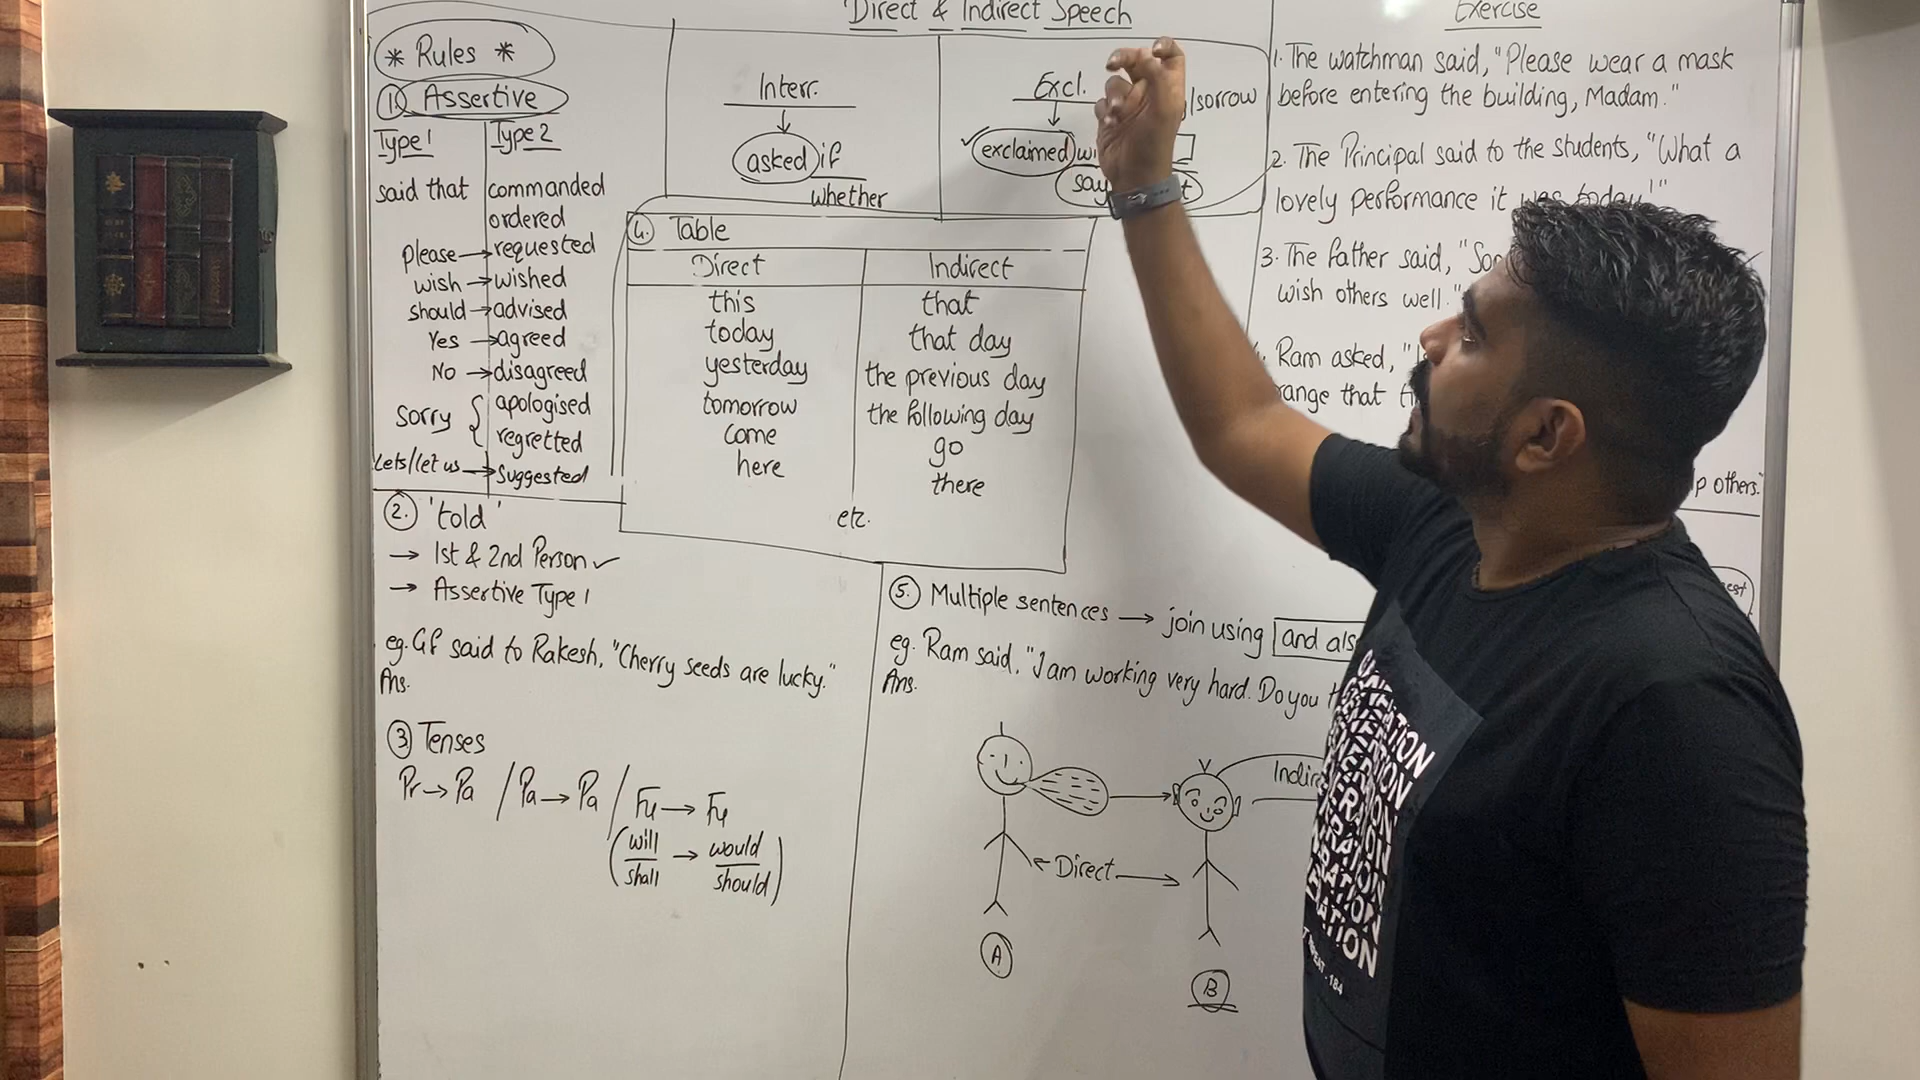 Direct & Indirect Speech
* Rules *
1. Assertive
Type 1 Type 2
said that commanded
ordered
Please → requested
wish → wished
should → advised
Yes → agreed
No → disagreed
Sorry { apologised
regretted
Lets/let us → Suggested
Interr.
asked if
whether
Excl.
/sorrow
exclaimed
4. Table
Direct Indirect
this that
today that day
yesterday the previous day
tomorrow the following day
come go
here there
etc.
2. 'told'
→ 1st & 2nd Person ✓
→ Assertive Type 1
eg. GF said to Rakesh, "Cherry seeds are lucky."
Ans.
3 Tenses
Pr → Pa / Pa → Pa / Fu → Fu
(will → would
shall should)
5. Multiple sentences → join using and
eg. Ram said, "I am working very hard. Do you
Ans.
← Direct →
A
B
Exercise
1. The watchman said, "Please wear a mask
before entering the building, Madam."
2. The Principal said to the students, "What a
lovely performance it was today!"
3. The father said,
wish others well."
Ram asked, "
that
others."